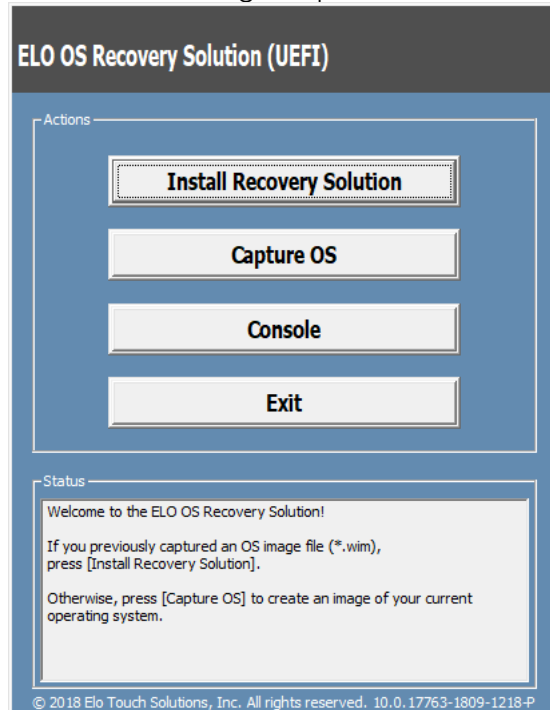 ELO OS Recovery Solution (UEFI)
Actions
Install Recovery Solution
Capture OS
Console
Exit
Status
Welcome to the ELO OS Recovery Solution!
If you previously captured an OS image file (*.wim),
press [Install Recovery Solution].
Otherwise, press [Capture OS] to create an image of your current
operating system.
© 2018 Elo Touch Solutions, Inc. All rights reserved. 10.0.17763-1809-1218-P